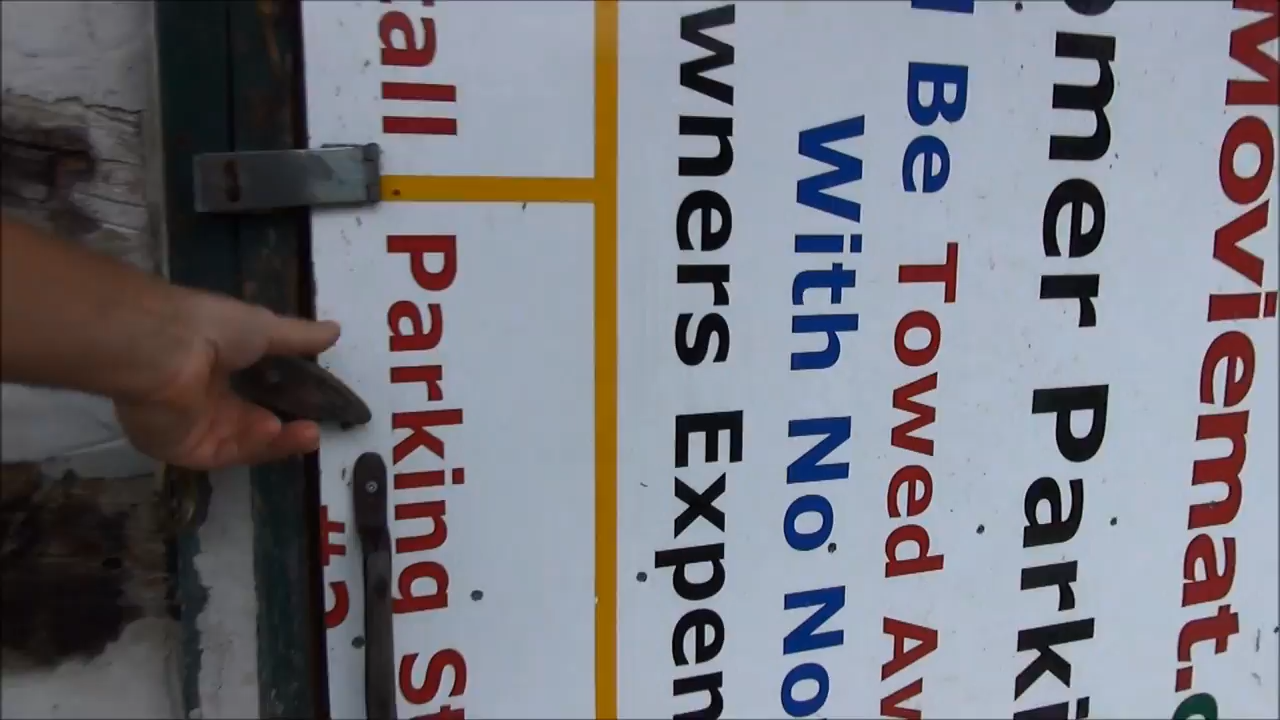 Moviemat.
omer Parki
Be Towed Av
With No No
wners Expen
all Parking St